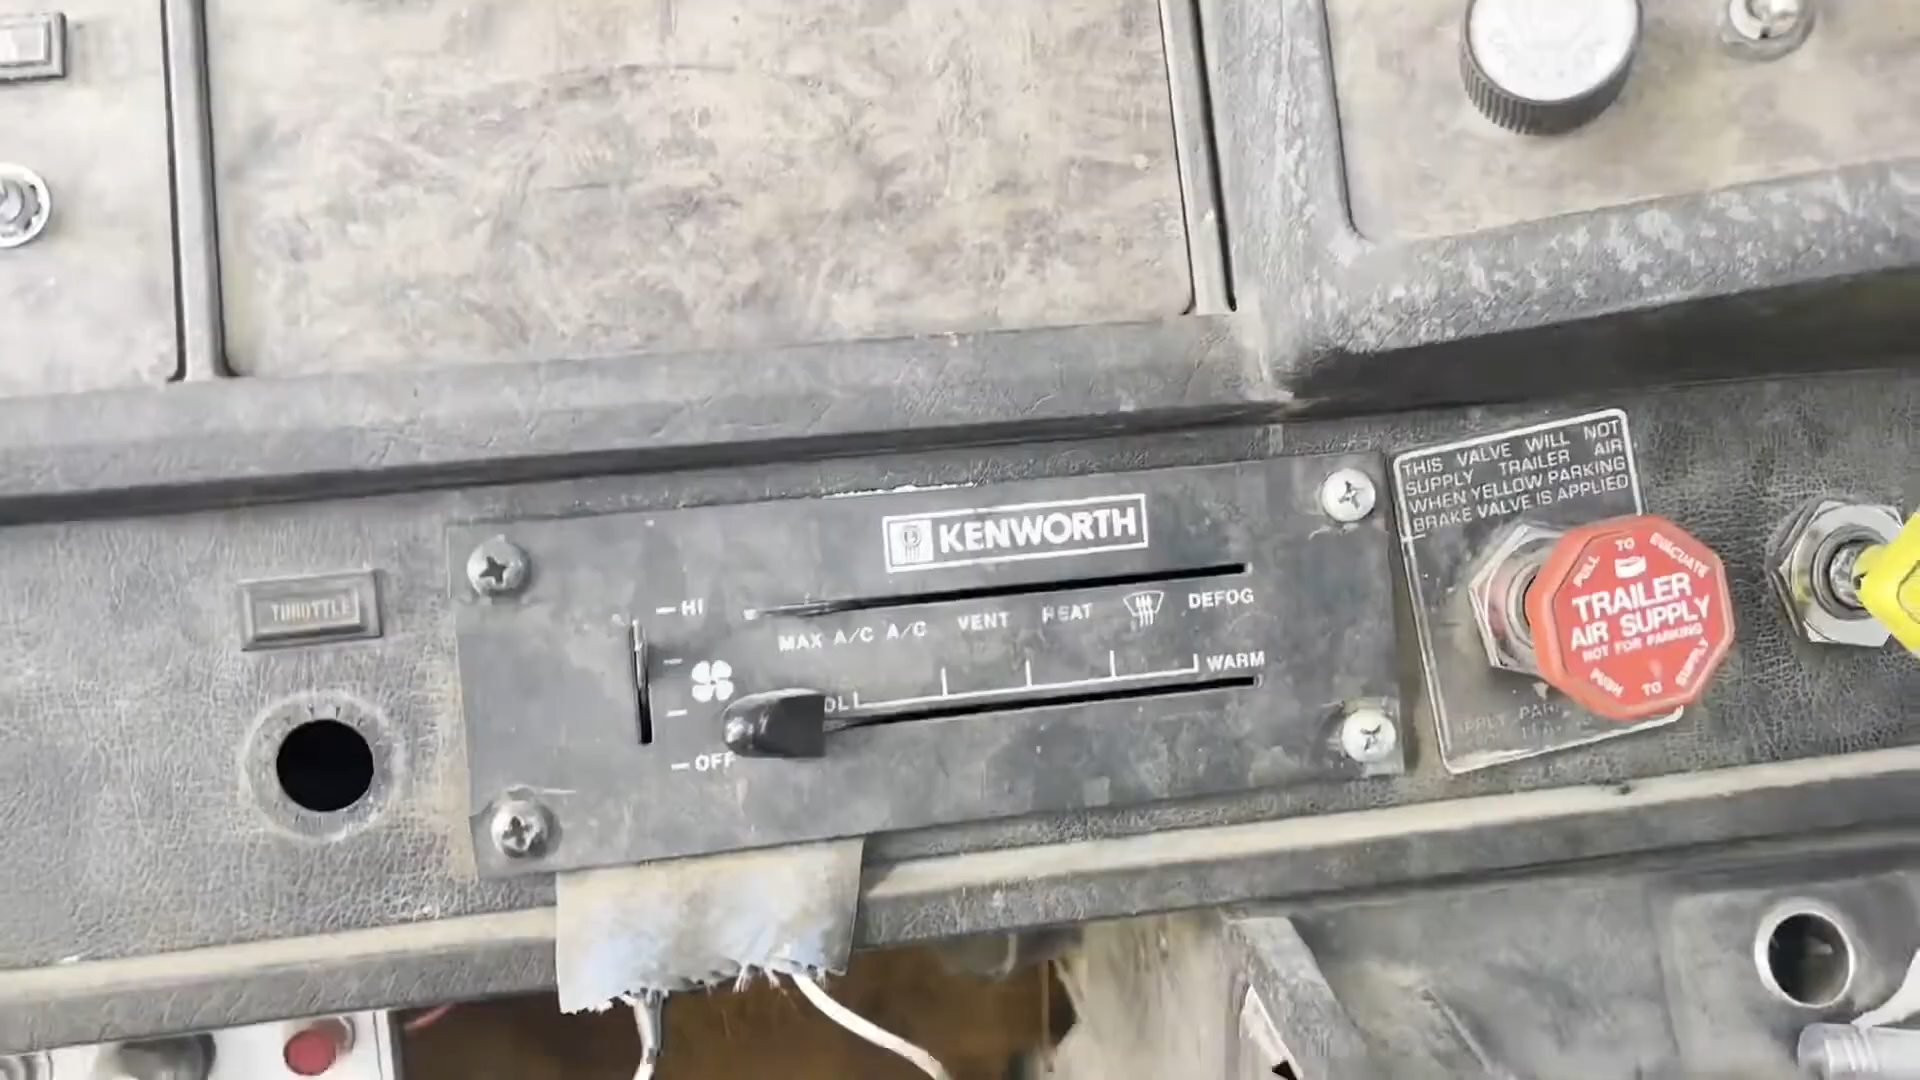 THIS VALVE WILL NOT
SUPPLY TRAILER AIR
WHEN YELLOW PARKING
BRAKE VALVE IS APPLIED
KENWORTH
THROTTLE
HI
MAX A/C A/C VENT HEAT DEFOG
WARM
OFF
PULL TO EVACUATE
TRAILER
AIR SUPPLY
NOT FOR PARKING
PUSH TO SUPPLY